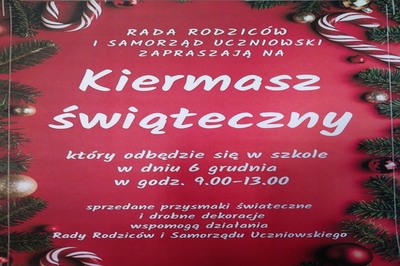 RADA RODZICÓW
I SAMORZĄD UCZNIOWSKI
ZAPRASZAJĄ NA
Kiermasz
świąteczny
który odbędzie się w szkole
w dniu 6 grudnia
w godz. 9.00-13.00
sprzedane przysmaki świąteczne
i drobne dekoracje
wspomogą działania
Rady Rodziców i Samorządu Uczniowskiego